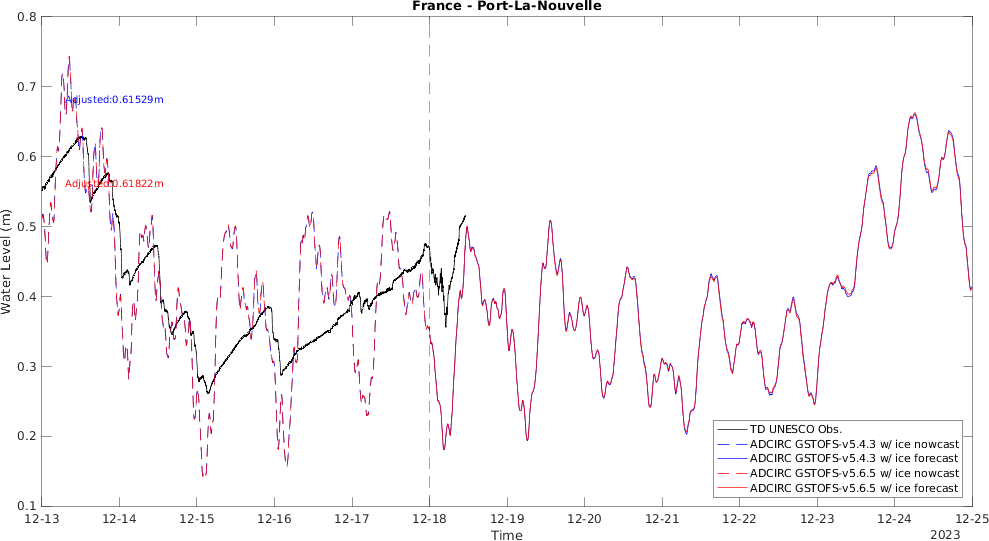 France - Port-La-Nouvelle
0.8
0.7
0.6
0.5
0.4
0.3
0.2
0.1
Water Level (m)
Adjusted:0.61529m
Adjusted:0.61822m
TD UNESCO Obs.
ADCIRC GSTOFS-v5.4.3 w/ ice nowcast
ADCIRC GSTOFS-v5.4.3 w/ ice forecast
ADCIRC GSTOFS-v5.6.5 w/ ice nowcast
ADCIRC GSTOFS-v5.6.5 w/ ice forecast
12-13 12-14 12-15 12-16 12-17 12-18 12-19 12-20 12-21 12-22 12-23 12-24 12-25
Time
2023